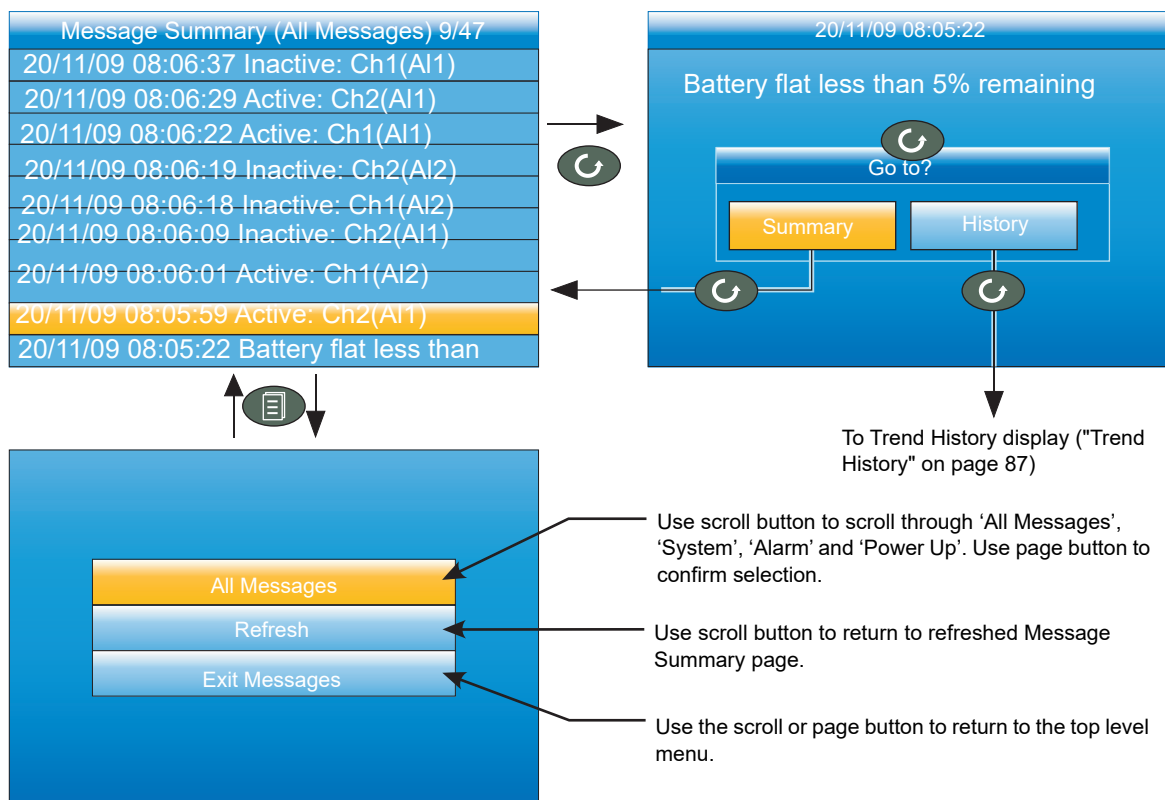 Message Summary (All Messages) 9/47
20/11/09 08:06:37 Inactive: Ch1(Al1)
20/11/09 08:06:29 Active: Ch2(Al1)
20/11/09 08:06:22 Active: Ch1(Al1)
20/11/09 08:06:19 Inactive: Ch2(Al2)
20/11/09 08:06:18 Inactive: Ch1(Al2)
20/11/09 08:06:09 Inactive: Ch2(Al1)
20/11/09 08:06:01 Active: Ch1(Al2)
20/11/09 08:05:59 Active: Ch2(Al1)
20/11/09 08:05:22 Battery flat less than
20/11/09 08:05:22
Battery flat less than 5% remaining
Go to?
Summary
History
To Trend History display ("Trend
History" on page 87)
All Messages
Refresh
Exit Messages
Use scroll button to scroll through ‘All Messages’,
‘System’, ‘Alarm’ and ‘Power Up’. Use page button to
confirm selection.
Use scroll button to return to refreshed Message
Summary page.
Use the scroll or page button to return to the top level
menu.